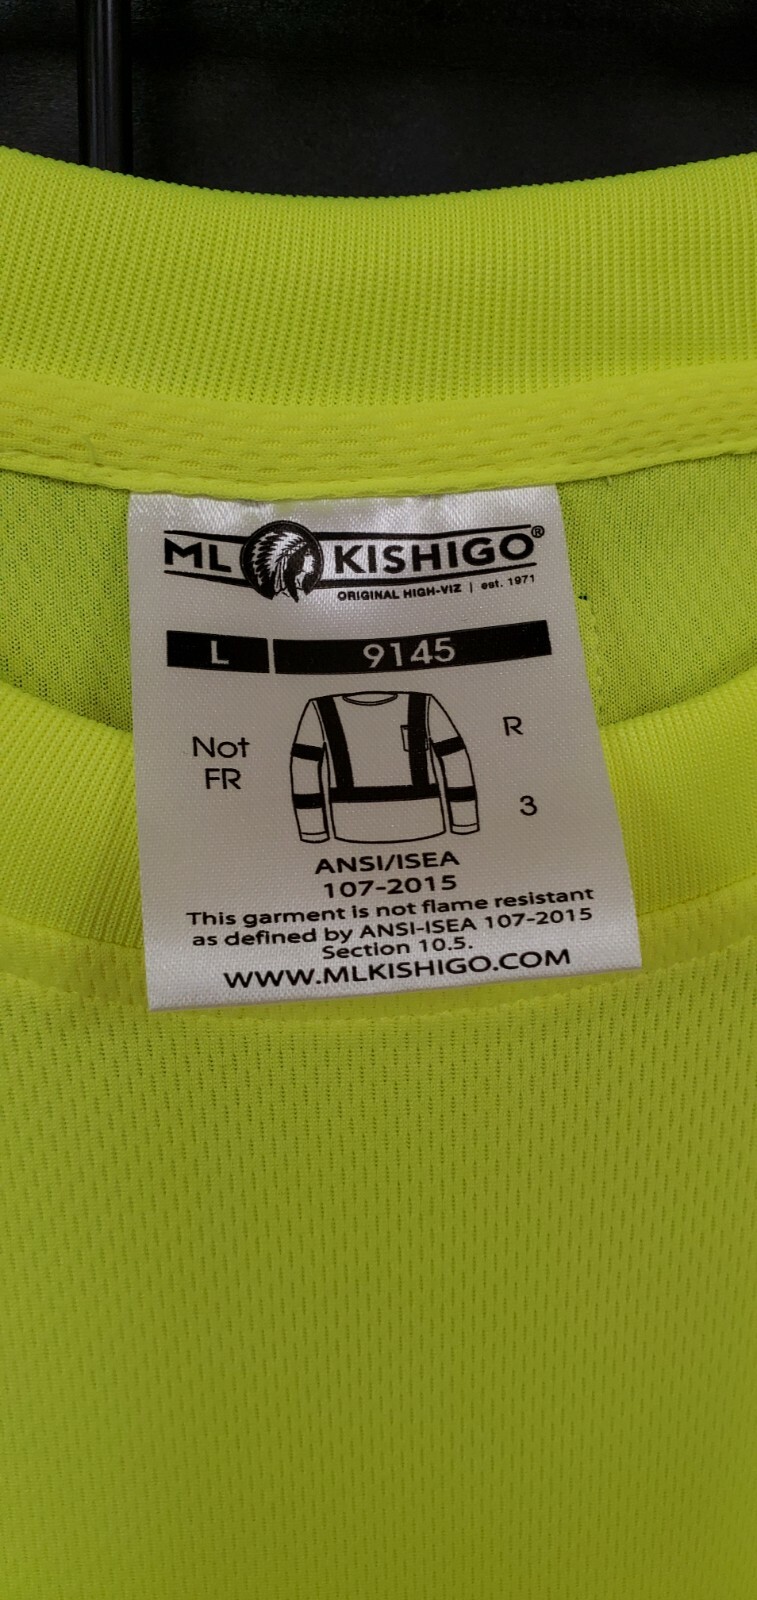 ML KISHIGO®
ORIGINAL HIGH-VIZ | est. 1971
L 9145
Not
FR
R
3
ANSI/ISEA
107-2015
This garment is not flame resistant
as defined by ANSI-ISEA 107-2015
Section 10.5.
WWW.MLKISHIGO.COM